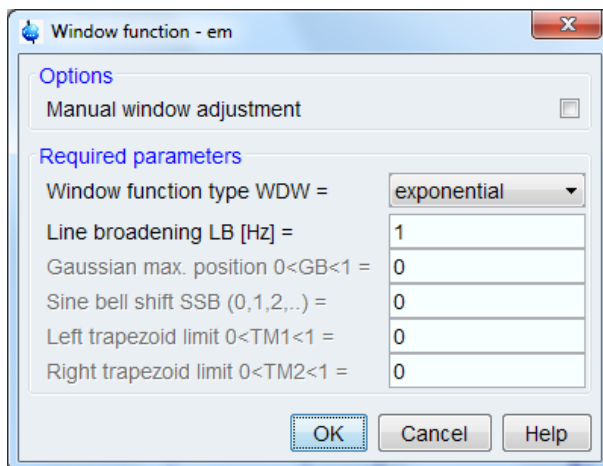 Window function - em
Options
Manual window adjustment
Required parameters
Window function type WDW = exponential
Line broadening LB [Hz] = 1
Gaussian max. position 0<GB<1 = 0
Sine bell shift SSB (0,1,2,..) = 0
Left trapezoid limit 0<TM1<1 = 0
Right trapezoid limit 0<TM2<1 = 0
OK Cancel Help